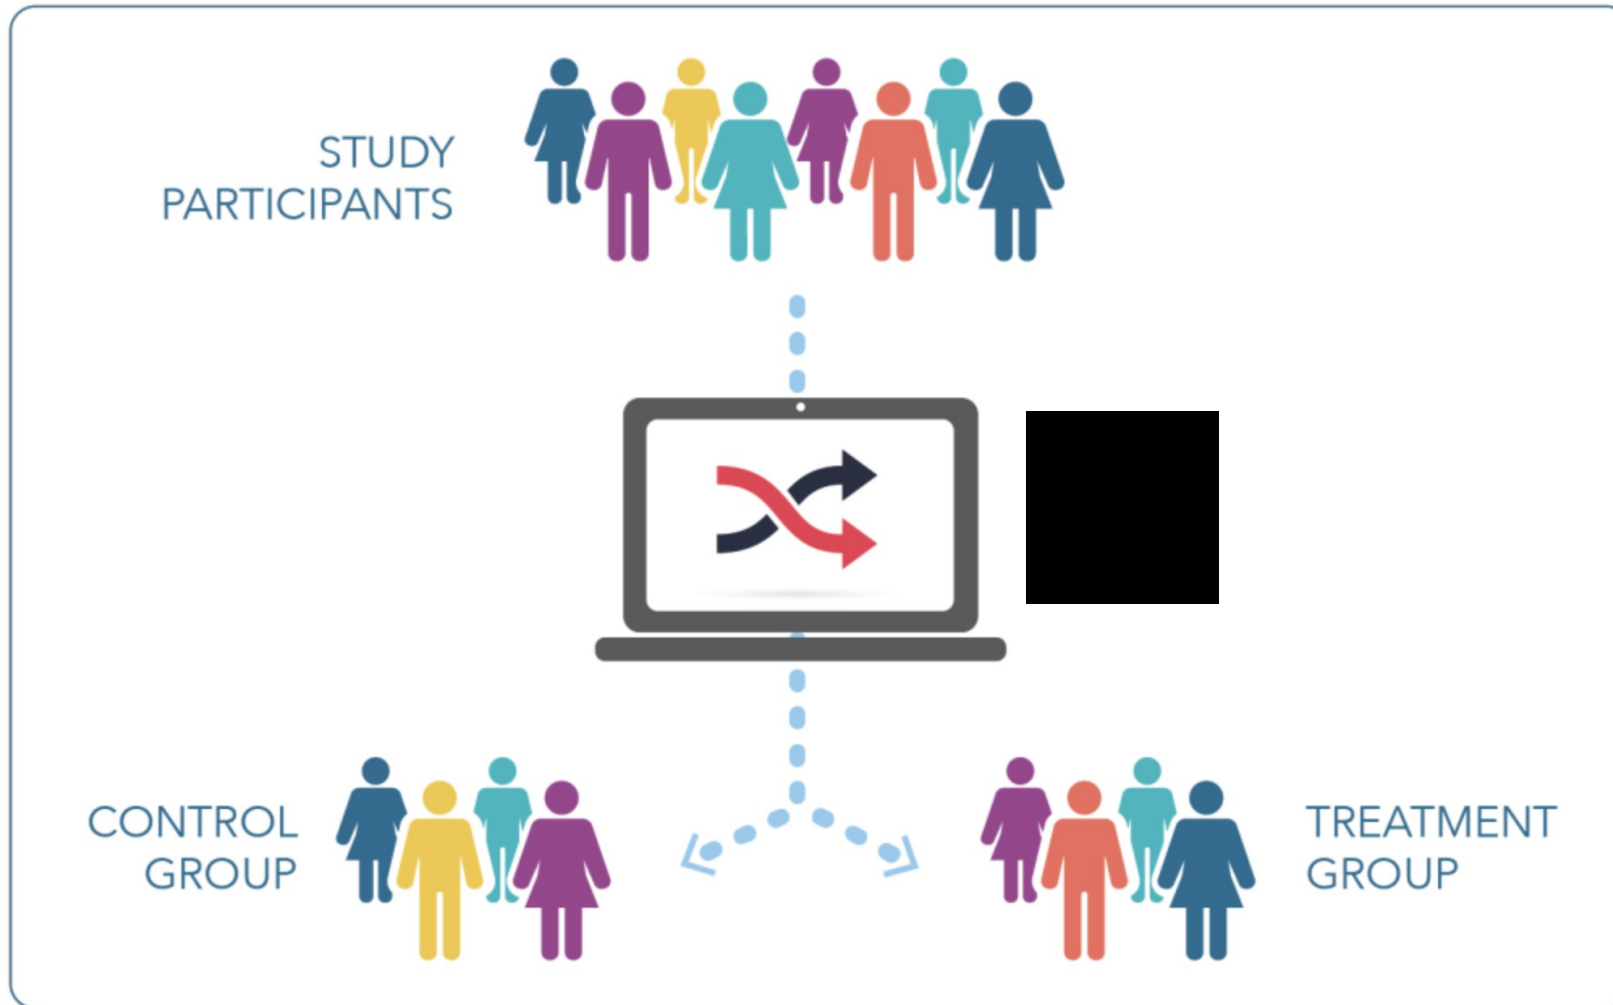 STUDY
PARTICIPANTS
CONTROL
GROUP
TREATMENT
GROUP